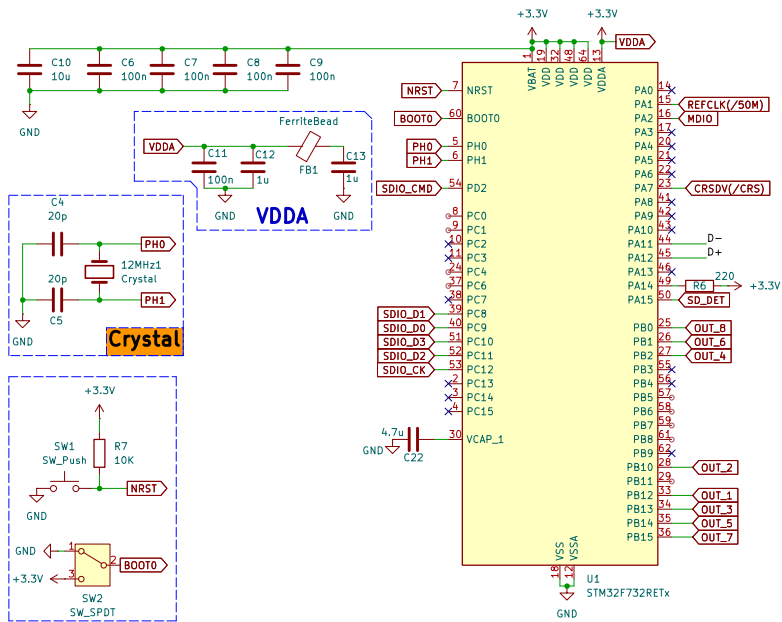 +3.3V
+3.3V
VDDA
C10
10u
C6
100n
C7
100n
C8
100n
C9
100n
GND
1
19
32
48
64
13
VBAT
VDD
VDD
VDD
VDD
VDDA
NRST
7
NRST
BOOT0
60
BOOT0
PH0
5
PH0
PH1
6
PH1
SDIO_CMD
54
PD2
8
PC0
9
PC1
10
PC2
11
PC3
24
PC4
37
PC6
38
PC7
SDIO_D1
39
PC8
SDIO_D0
40
PC9
SDIO_D3
51
PC10
SDIO_D2
52
PC11
SDIO_CK
53
PC12
2
PC13
3
PC14
4
PC15
4.7u
GND
C22
30
VCAP_1
PA0
14
PA1
15
REFCLK(/50M)
PA2
16
MDIO
PA3
17
PA4
20
PA5
21
PA6
22
PA7
23
CRSDV(/CRS)
PA8
41
PA9
42
PA10
43
PA11
44
D-
PA12
45
D+
PA13
46
PA14
49
R6
220
+3.3V
PA15
50
SD_DET
PB0
25
OUT_8
PB1
26
OUT_6
PB2
27
OUT_4
PB3
55
PB4
56
PB5
57
PB6
58
PB7
59
PB8
61
PB9
62
PB10
28
OUT_2
PB11
29
PB12
33
OUT_1
PB13
34
OUT_3
PB14
35
OUT_5
PB15
36
OUT_7
VSS
VSSA
18
12
GND
U1
STM32F732RETx
FerriteBead
VDDA
C11
100n
C12
1u
FB1
C13
1u
GND
GND
VDDA
C4
20p
PH0
12MHz1
Crystal
20p
PH1
C5
GND
Crystal
+3.3V
SW1
SW_Push
R7
10K
NRST
GND
GND
1
2
BOOT0
+3.3V
3
SW2
SW_SPDT